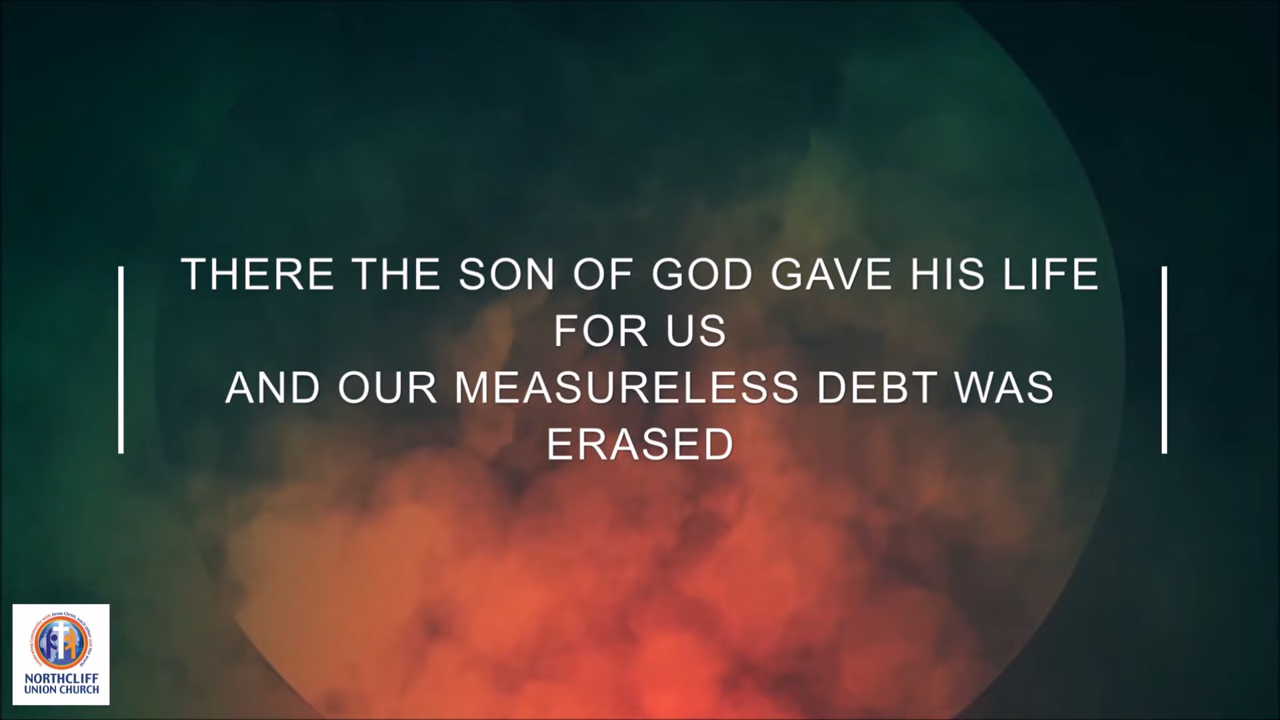 THERE THE SON OF GOD GAVE HIS LIFE
FOR US
AND OUR MEASURELESS DEBT WAS
ERASED
NORTHCLIFF
UNION CHURCH